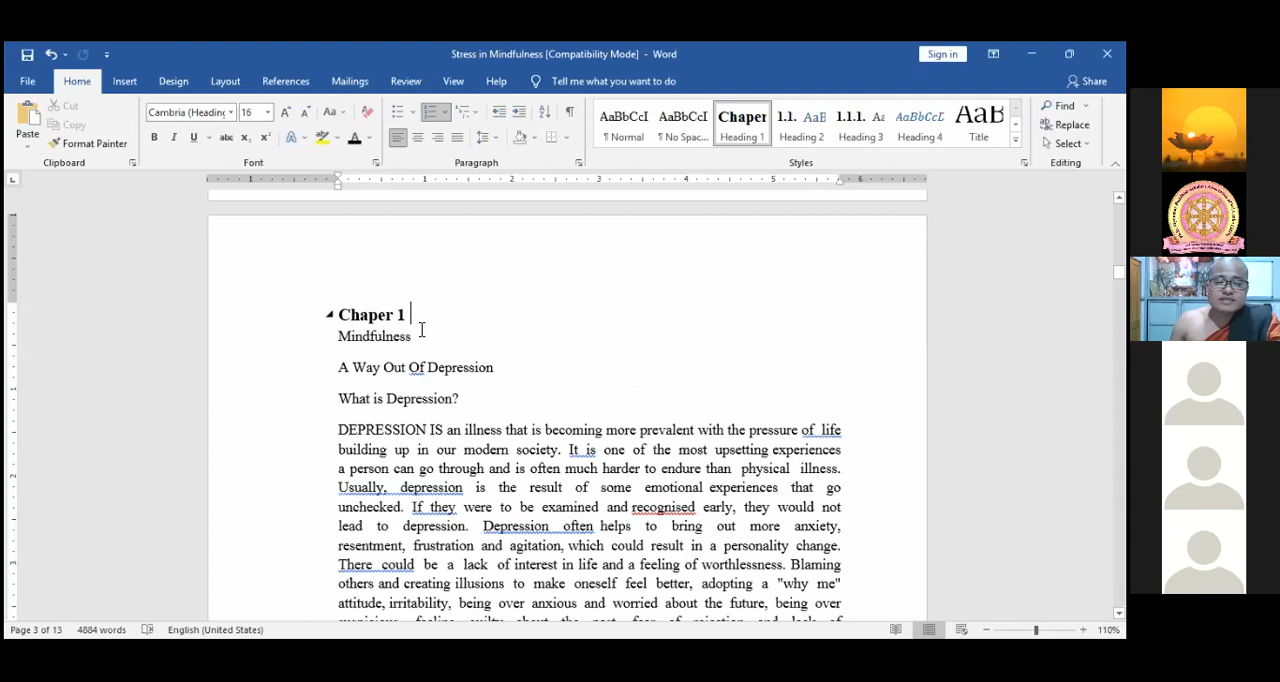 Stress in Mindfulness [Compatibility Mode] - Word
Sign in
File Home Insert Design Layout References Mailings Review View Help Tell me what you want to do Share
Paste
Cut
Copy
Format Painter
Clipboard
Cambria (Heading 16
Font
Paragraph
AaBbCcI AaBbCcI Chaper 1.1. AaB 1.1.1. Aa AaBbCcL AaB
¶ Normal ¶ No Spac... Heading 1 Heading 2 Heading 3 Heading 4 Title
Styles
Find
Replace
Select
Editing
Chaper 1
Mindfulness
A Way Out Of Depression
What is Depression?
DEPRESSION IS an illness that is becoming more prevalent with the pressure of life
building up in our modern society. It is one of the most upsetting experiences
a person can go through and is often much harder to endure than physical illness.
Usually, depression is the result of some emotional experiences that go
unchecked. If they were to be examined and recognised early, they would not
lead to depression. Depression often helps to bring out more anxiety,
resentment, frustration and agitation, which could result in a personality change.
There could be a lack of interest in life and a feeling of worthlessness. Blaming
others and creating illusions to make oneself feel better, adopting a "why me"
attitude, irritability, being over anxious and worried about the future, being over
Page 3 of 13 4884 words English (United States) 110%